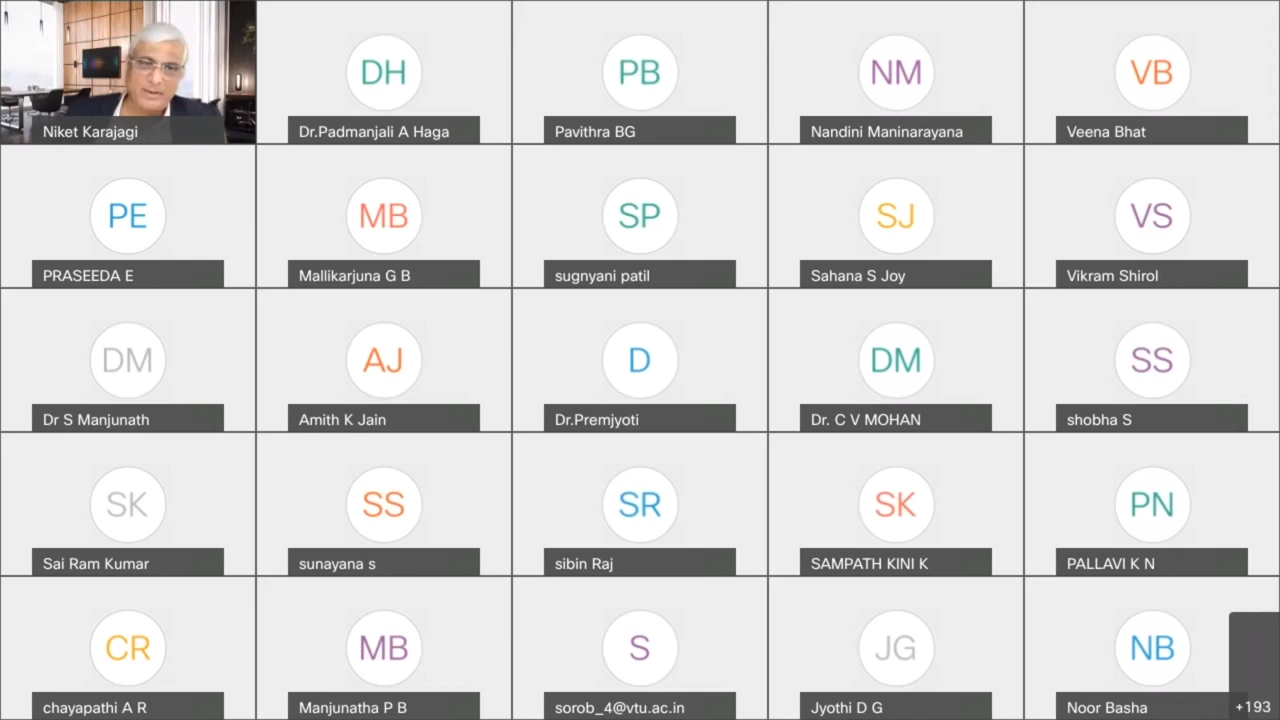 Niket Karajagi
DH
Dr.Padmanjali A Haga
PB
Pavithra BG
NM
Nandini Maninarayana
VB
Veena Bhat
PE
PRASEEDA E
MB
Mallikarjuna G B
SP
sugnyani patil
SJ
Sahana S Joy
VS
Vikram Shirol
DM
Dr S Manjunath
AJ
Amith K Jain
D
Dr.Premjyoti
DM
Dr. C V MOHAN
SS
shobha S
SK
Sai Ram Kumar
SS
sunayana s
SR
sibin Raj
SK
SAMPATH KINI K
PN
PALLAVI K N
CR
chayapathi A R
MB
Manjunatha P B
S
sorob_4@vtu.ac.in
JG
Jyothi D G
NB
Noor Basha
+193